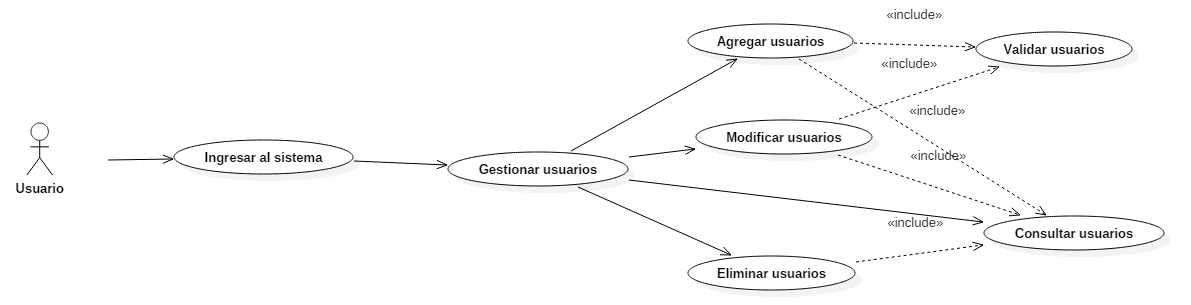 «include»
Agregar usuarios
Validar usuarios
«include»
«include»
Modificar usuarios
Ingresar al sistema
«include»
Gestionar usuarios
Usuario
«include»
Consultar usuarios
Eliminar usuarios